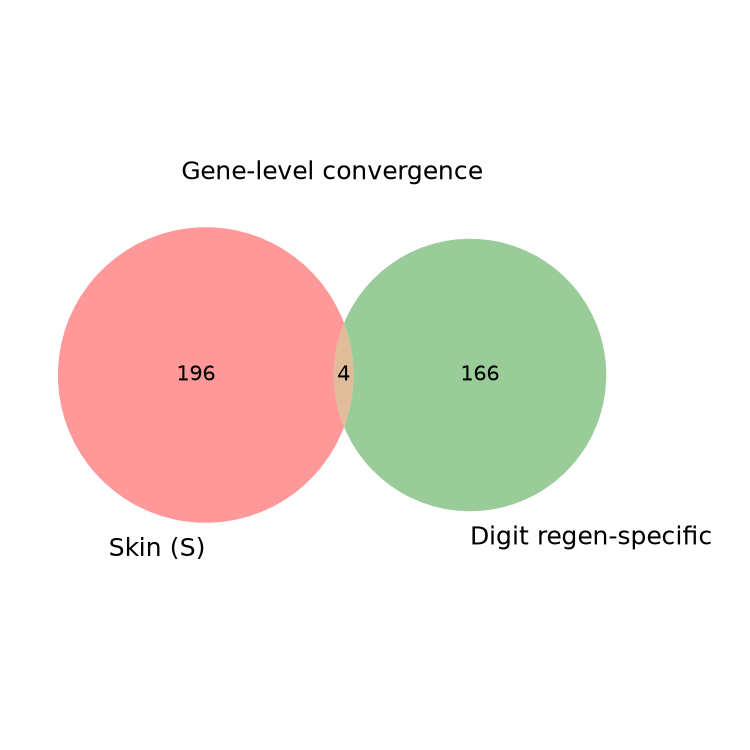 Gene-level convergence
196
4
166
Digit regen-specific
Skin (S)